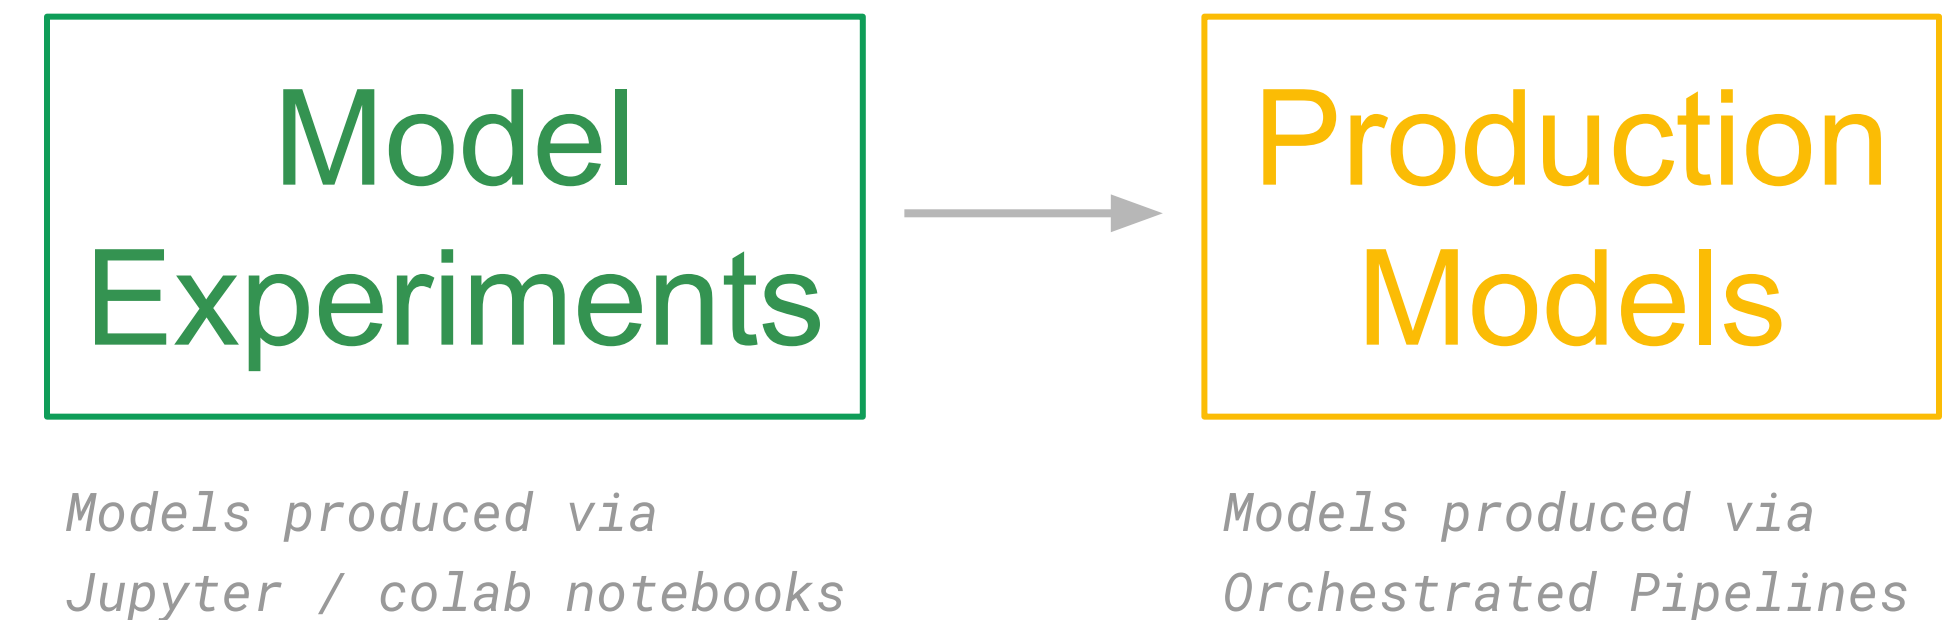 Model
Experiments
Production
Models
Models produced via
Jupyter / colab notebooks
Models produced via
Orchestrated Pipelines